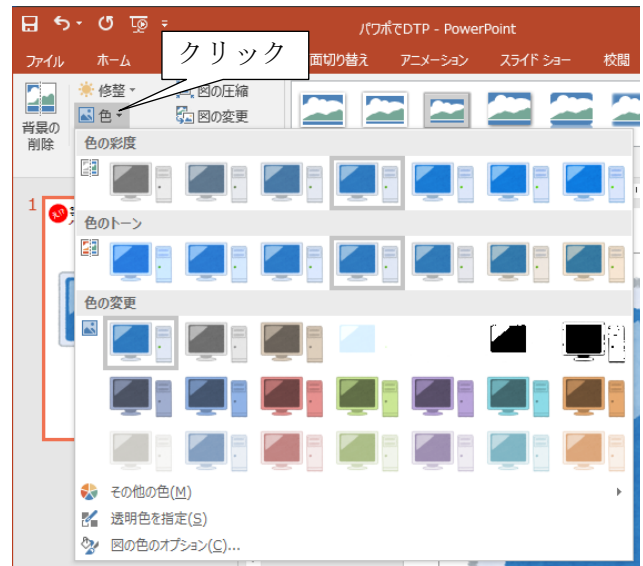 パワポでDTP - PowerPoint
ファイル ホーム 面切り替え アニメーション スライド ショー 校閲
クリック
修整 図の圧縮
色 図の変更
背景の
削除
色の彩度
1
色のトーン
色の変更
その他の色(M)
透明色を指定(S)
図の色のオプション(C)...